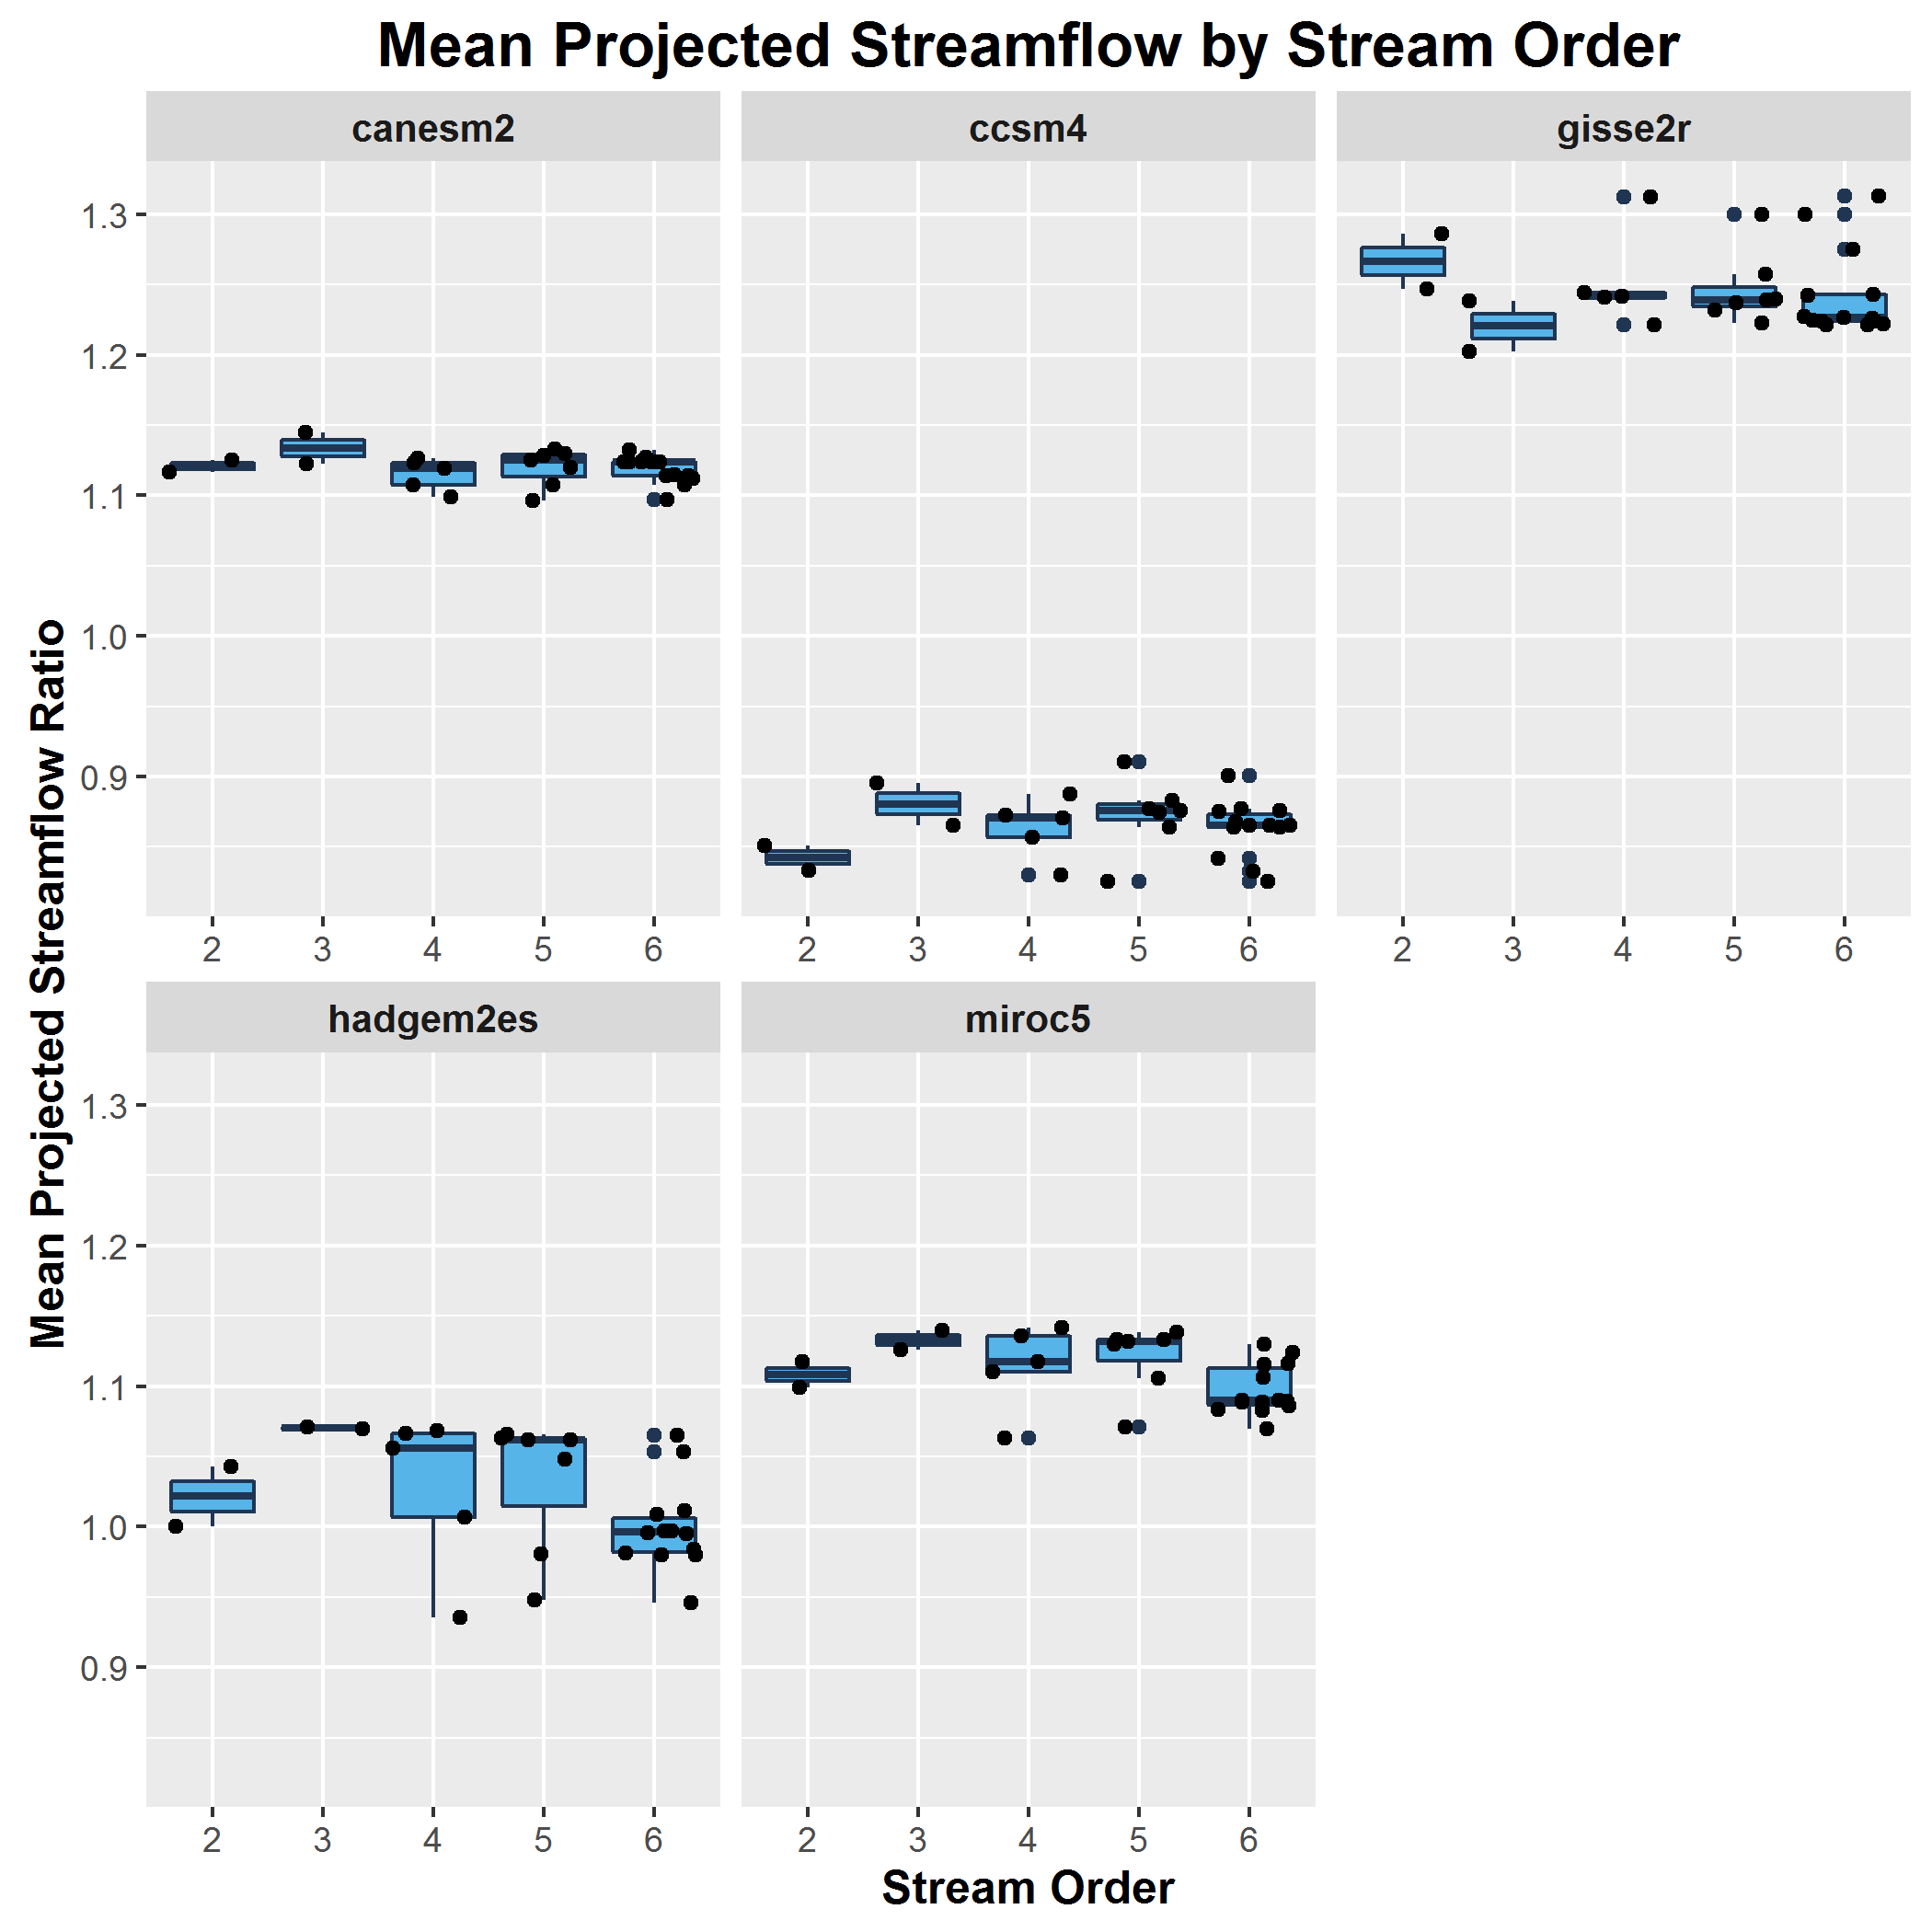 Mean Projected Streamflow by Stream Order
canesm2 ccsm4 gisse2r
1.3
1.2
1.1
1.0
0.9
2 3 4 5 6 2 3 4 5 6 2 3 4 5 6
Mean Projected Streamflow Ratio
hadgem2es miroc5
1.3
1.2
1.1
1.0
0.9
2 3 4 5 6 2 3 4 5 6
Stream Order